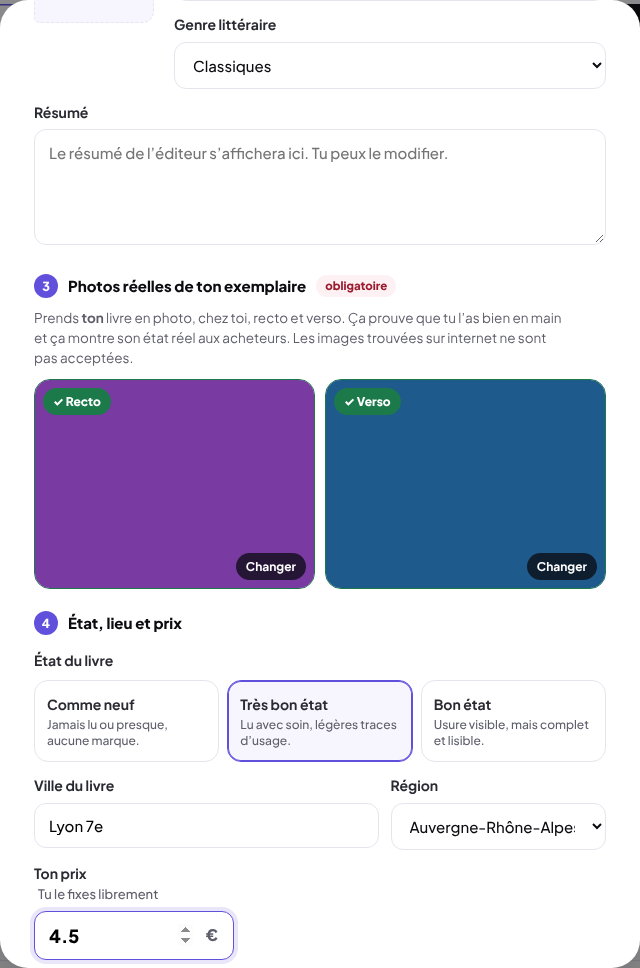 Genre littéraire
Classiques
Résumé
Le résumé de l'éditeur s'affichera ici. Tu peux le modifier.
3 Photos réelles de ton exemplaire obligatoire
Prends ton livre en photo, chez toi, recto et verso. Ça prouve que tu l'as bien en main
et ça montre son état réel aux acheteurs. Les images trouvées sur internet ne sont
pas acceptées.
✓ Recto
✓ Verso
Changer
Changer
4 État, lieu et prix
État du livre
Comme neuf
Jamais lu ou presque,
aucune marque.
Très bon état
Lu avec soin, légères traces
d'usage.
Bon état
Usure visible, mais complet
et lisible.
Ville du livre
Lyon 7e
Région
Auvergne-Rhône-Alpes
Ton prix
Tu le fixes librement
4.5 €